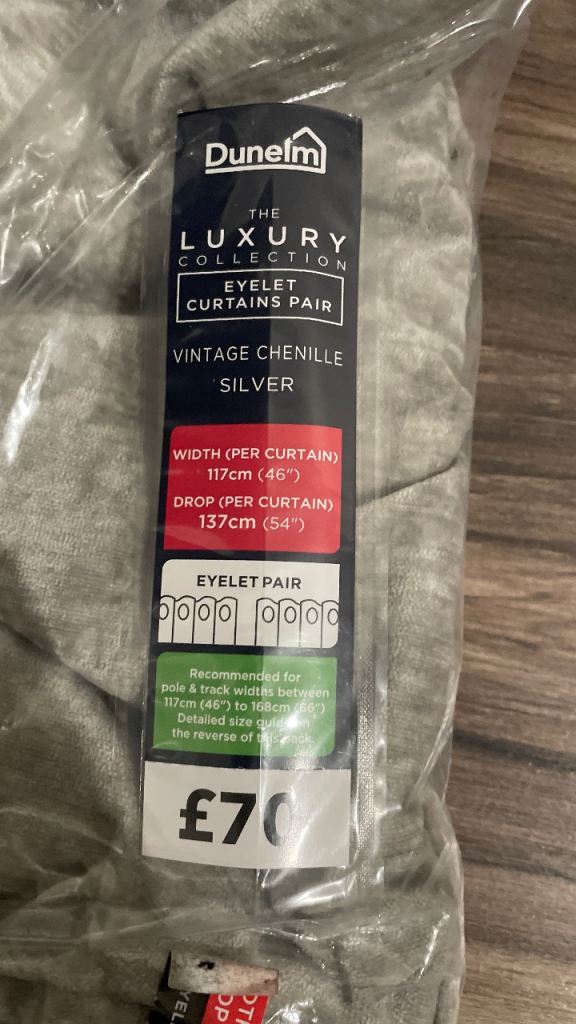 Dunelm
THE
LUXURY
COLLECTION
EYELET
CURTAINS PAIR
VINTAGE CHENILLE
SILVER
WIDTH (PER CURTAIN)
117cm (46")
DROP (PER CURTAIN)
137cm (54")
EYELET PAIR
Recommended for
pole & track widths between
117cm (46") to 168cm (66")
Detailed size guide on
the reverse of this pack.
£70